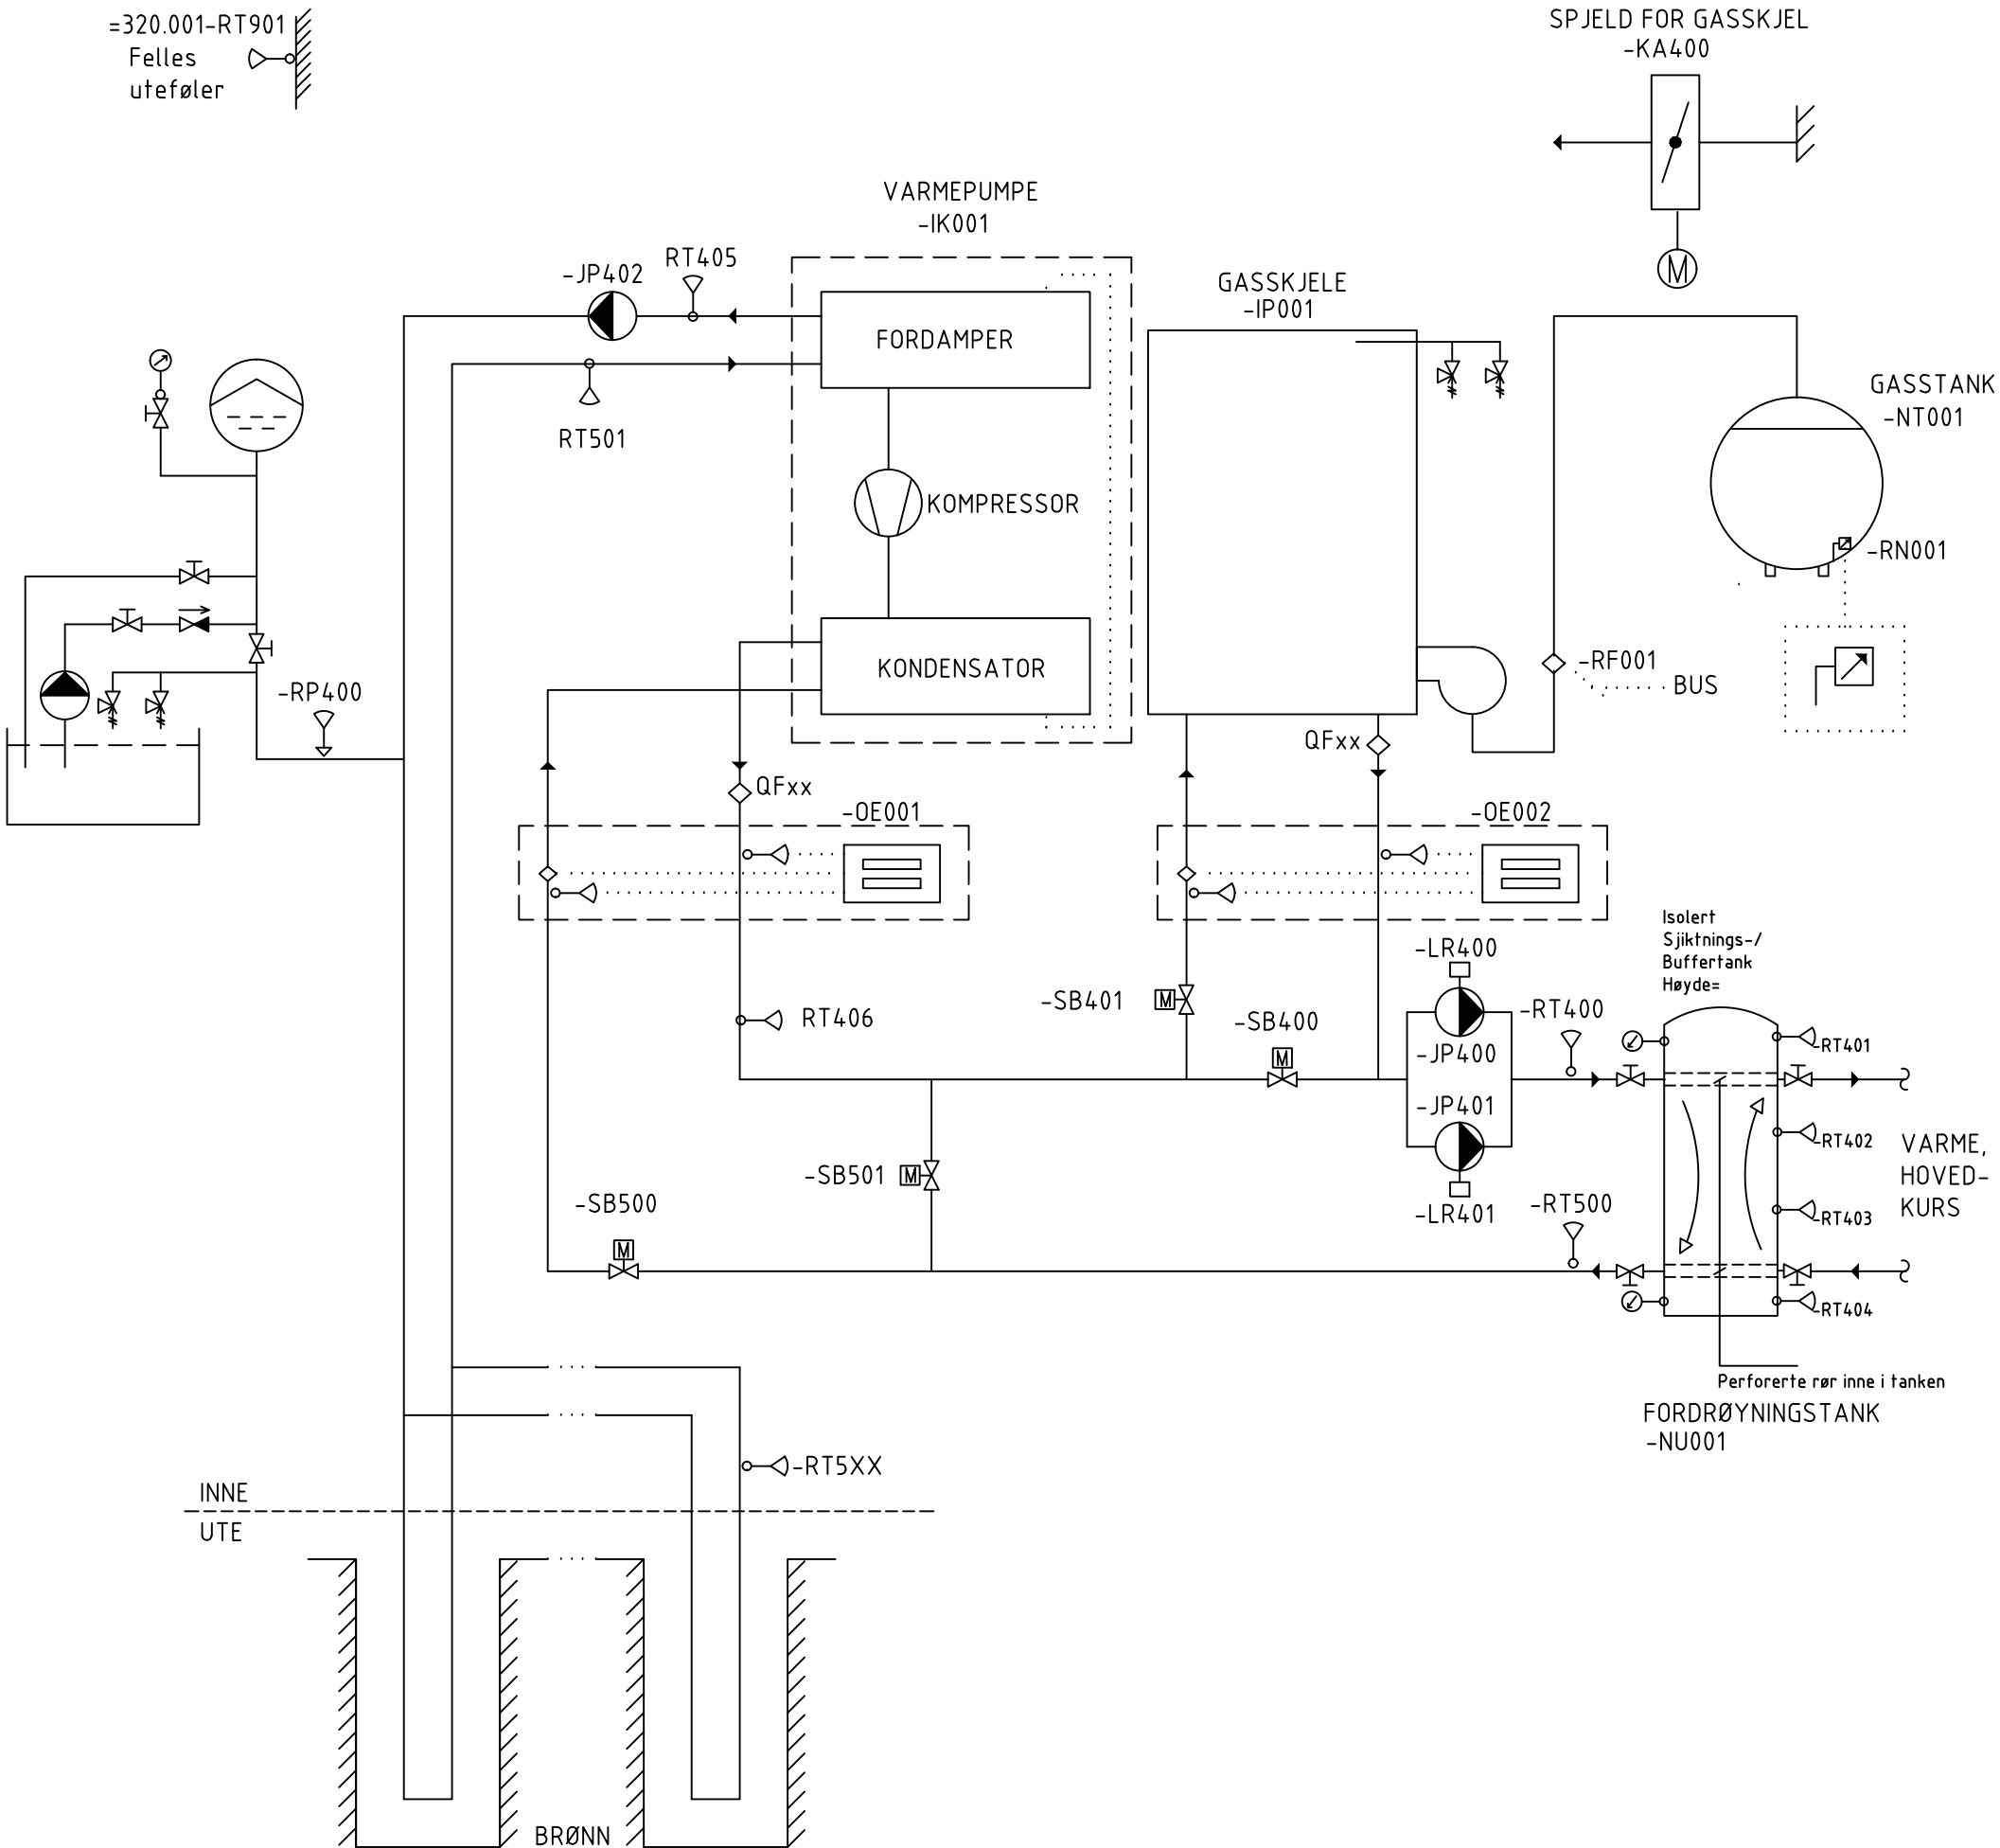 =320.001-RT901
Felles
uteføler
SPJELD FOR GASSKJEL
-KA400
M
VARMEPUMPE
-IK001
-JP402
RT405
FORDAMPER
RT501
KOMPRESSOR
KONDENSATOR
GASSKJELE
-IP001
GASSTANK
-NT001
-RN001
-RF001
BUS
-RP400
QFxx
QFxx
-OE001
-OE002
Isolert
Sjiktnings-/
Buffertank
Høyde=
-LR400
-SB401
M
RT406
-SB400
M
-JP400
-RT400
-RT401
-JP401
-RT402
VARME,
HOVED-
KURS
-SB501
M
-SB500
M
-LR401
-RT500
-RT403
-RT404
Perforerte rør inne i tanken
FORDRØYNINGSTANK
-NU001
-RT5XX
INNE
UTE
BRØNN